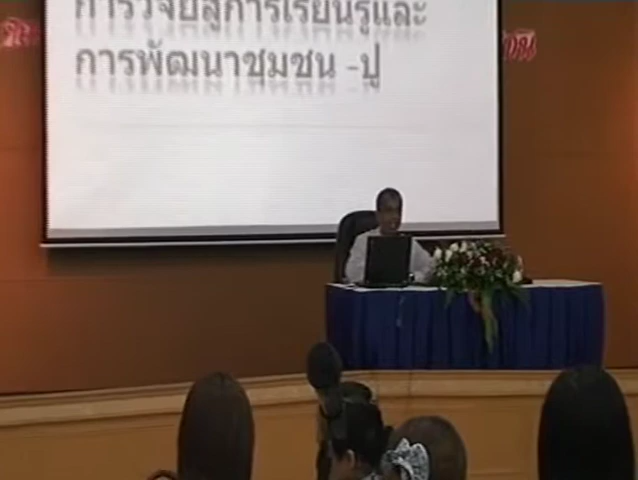 การวิจัยสู่การเรียนรู้และ
การพัฒนาชุมชน -ปู